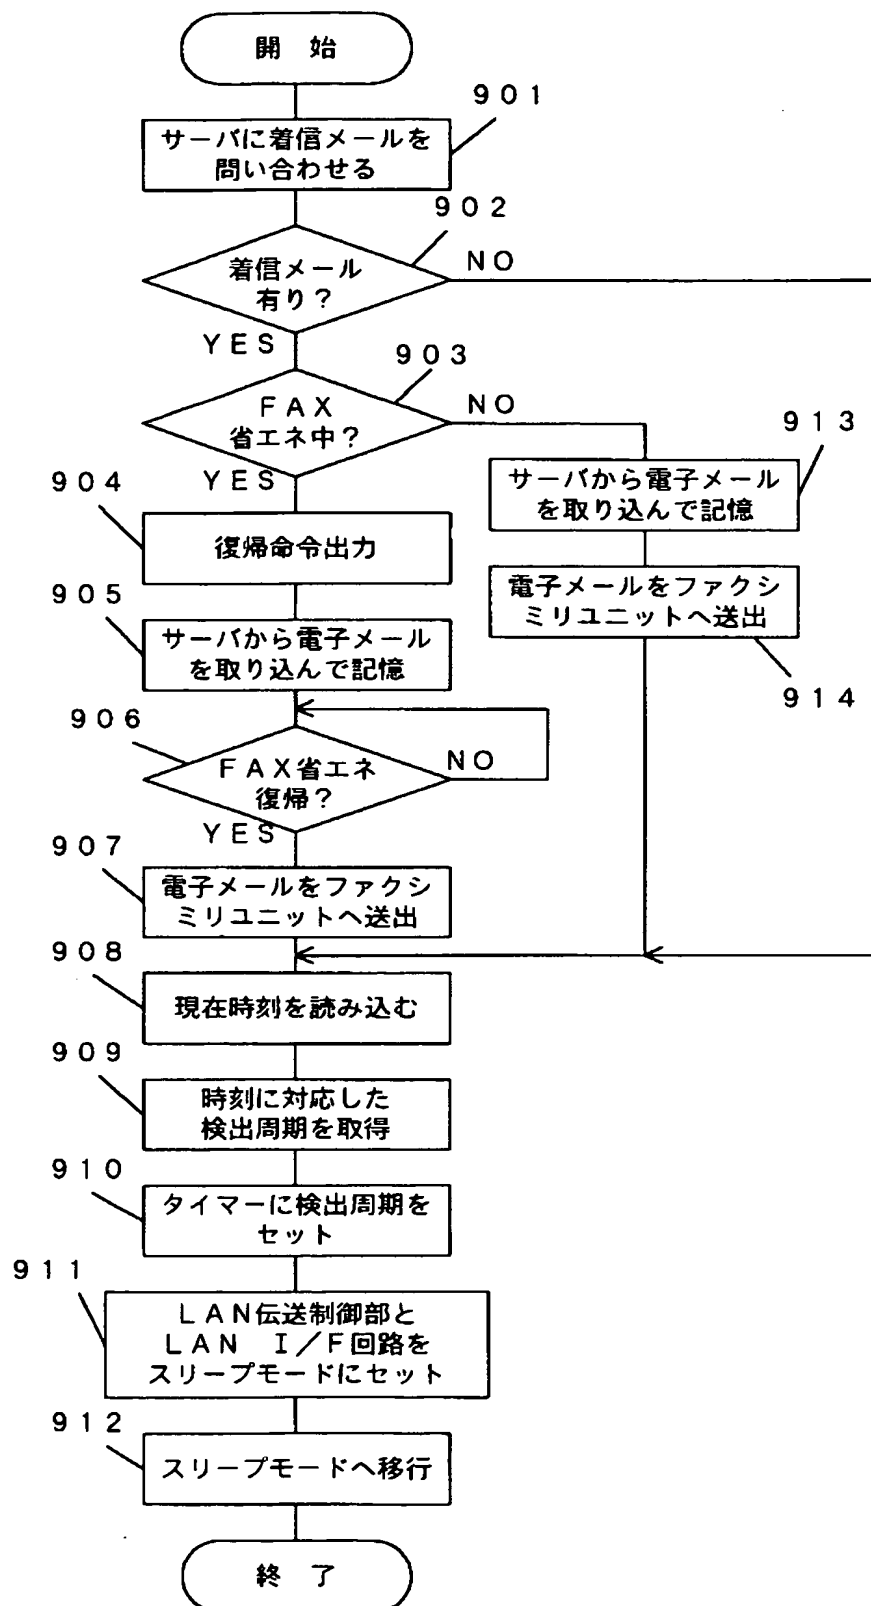 開 始
901
サーバに着信メールを
問い合わせる
902
着信メール
有り？
NO
YES
903
FAX
省エネ中？
NO
YES
913
サーバから電子メール
を取り込んで記憶
904
復帰命令出力
電子メールをファクシ
ミリユニットへ送出
914
905
サーバから電子メール
を取り込んで記憶
906
FAX省エネ
復帰？
NO
YES
907
電子メールをファクシ
ミリユニットへ送出
908
現在時刻を読み込む
909
時刻に対応した
検出周期を取得
910
タイマーに検出周期を
セット
911
LAN伝送制御部と
LAN I／F回路を
スリープモードにセット
912
スリープモードへ移行
終 了